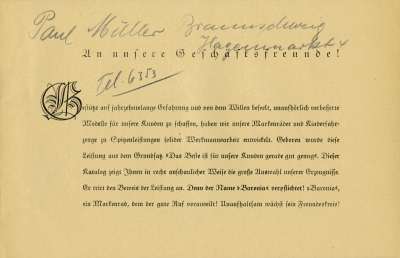 Paul Müller Braunschweig
Hagenmarkt 4
An unsere Geschäftsfreunde!
Tel. 6353
Gestützt auf jahrzehntelange Erfahrung und von dem Willen beseelt, unaufhörlich verbesserte
Modelle für unsere Kunden zu schaffen, haben wir unsere Markenräder und Kinderfahr-
zeuge zu Spitzenleistungen solider Werkmannsarbeit entwickelt. Geboren wurde diese
Leistung aus dem Grundsatz »Das Beste ist für unsere Kunden gerade gut genug«. Dieser
Katalog zeigt Ihnen in recht anschaulicher Weise die große Auswahl unserer Erzeugnisse.
Er tritt den Beweis der Leistung an. Denn der Name »Baronia« verpflichtet! »Baronia«,
ein Markenrad, dem der gute Ruf vorauseilt! Unaufhaltsam wächst sein Freundeskreis!